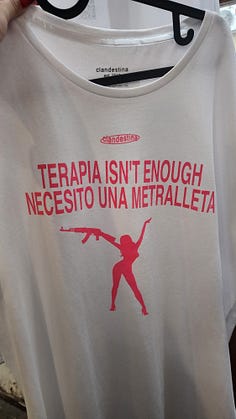 clandestina
clandestina
TERAPIA ISN'T ENOUGH
NECESITO UNA METRALLETA